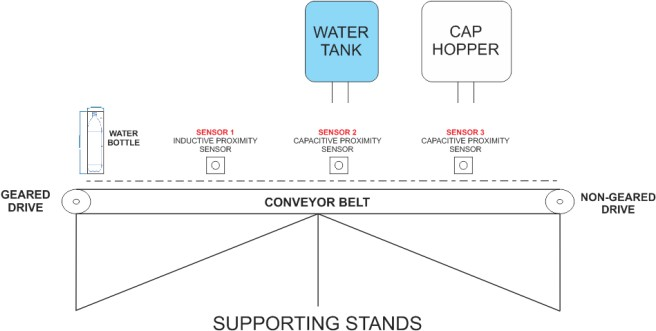 WATER
TANK
CAP
HOPPER
WATER
BOTTLE
SENSOR 1
INDUCTIVE PROXIMITY
SENSOR
SENSOR 2
CAPACITIVE PROXIMITY
SENSOR
SENSOR 3
CAPACITIVE PROXIMITY
SENSOR
GEARED
DRIVE
CONVEYOR BELT
NON-GEARED
DRIVE
SUPPORTING STANDS